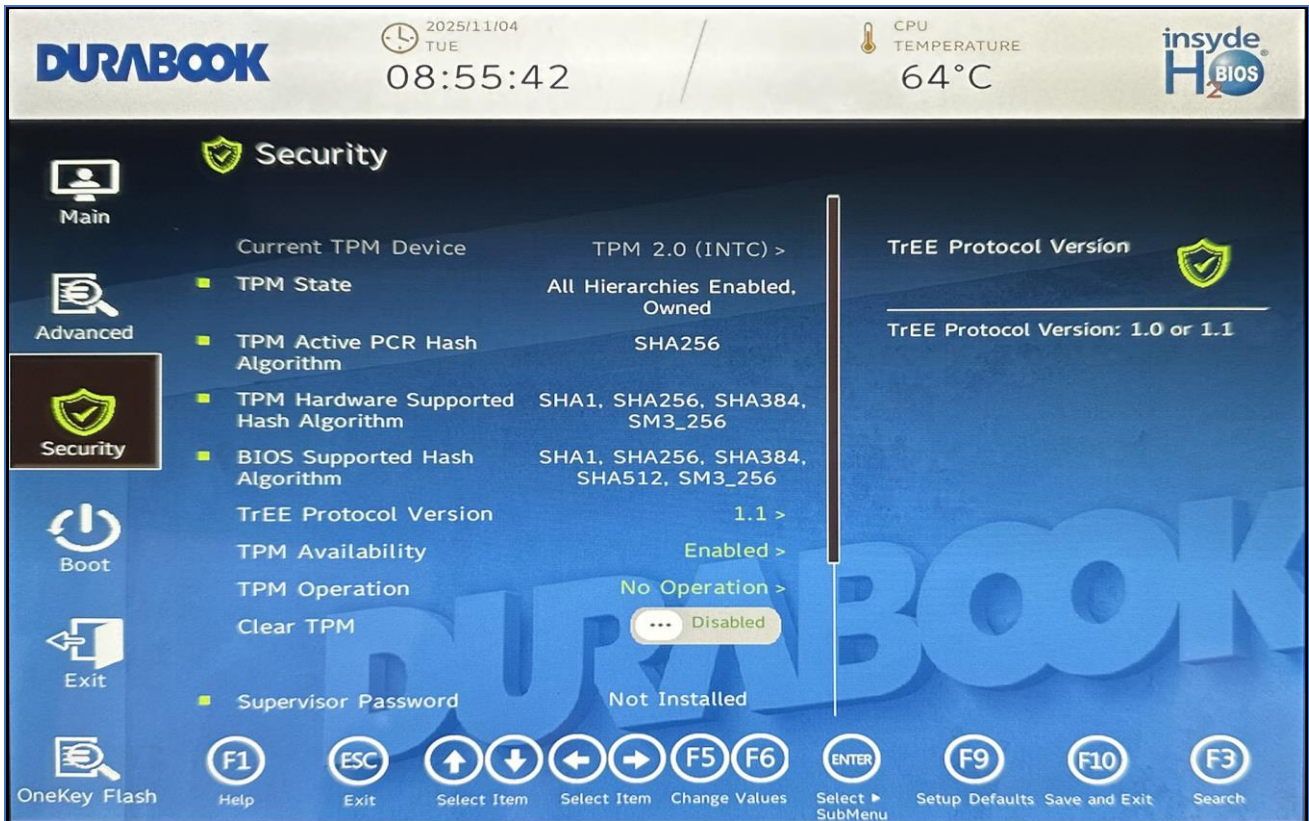 DURABOOK
2025/11/04
TUE
08:55:42
CPU
TEMPERATURE
64°C
insyde
H2O BIOS
Main
Advanced
Security
Boot
Exit
OneKey Flash
Security
Current TPM Device TPM 2.0 (INTC) >
TPM State All Hierarchies Enabled,
Owned
TPM Active PCR Hash SHA256
Algorithm
TPM Hardware Supported SHA1, SHA256, SHA384,
Hash Algorithm SM3_256
BIOS Supported Hash SHA1, SHA256, SHA384,
Algorithm SHA512, SM3_256
TrEE Protocol Version 1.1 >
TPM Availability Enabled >
TPM Operation No Operation >
Clear TPM Disabled
Supervisor Password Not Installed
TrEE Protocol Version
TrEE Protocol Version: 1.0 or 1.1
DURABOOK
F1 ESC ↑ ↓ ← → F5 F6 ENTER F9 F10 F3
Help Exit Select Item Select Item Change Values Select ▶ Setup Defaults Save and Exit Search
SubMenu